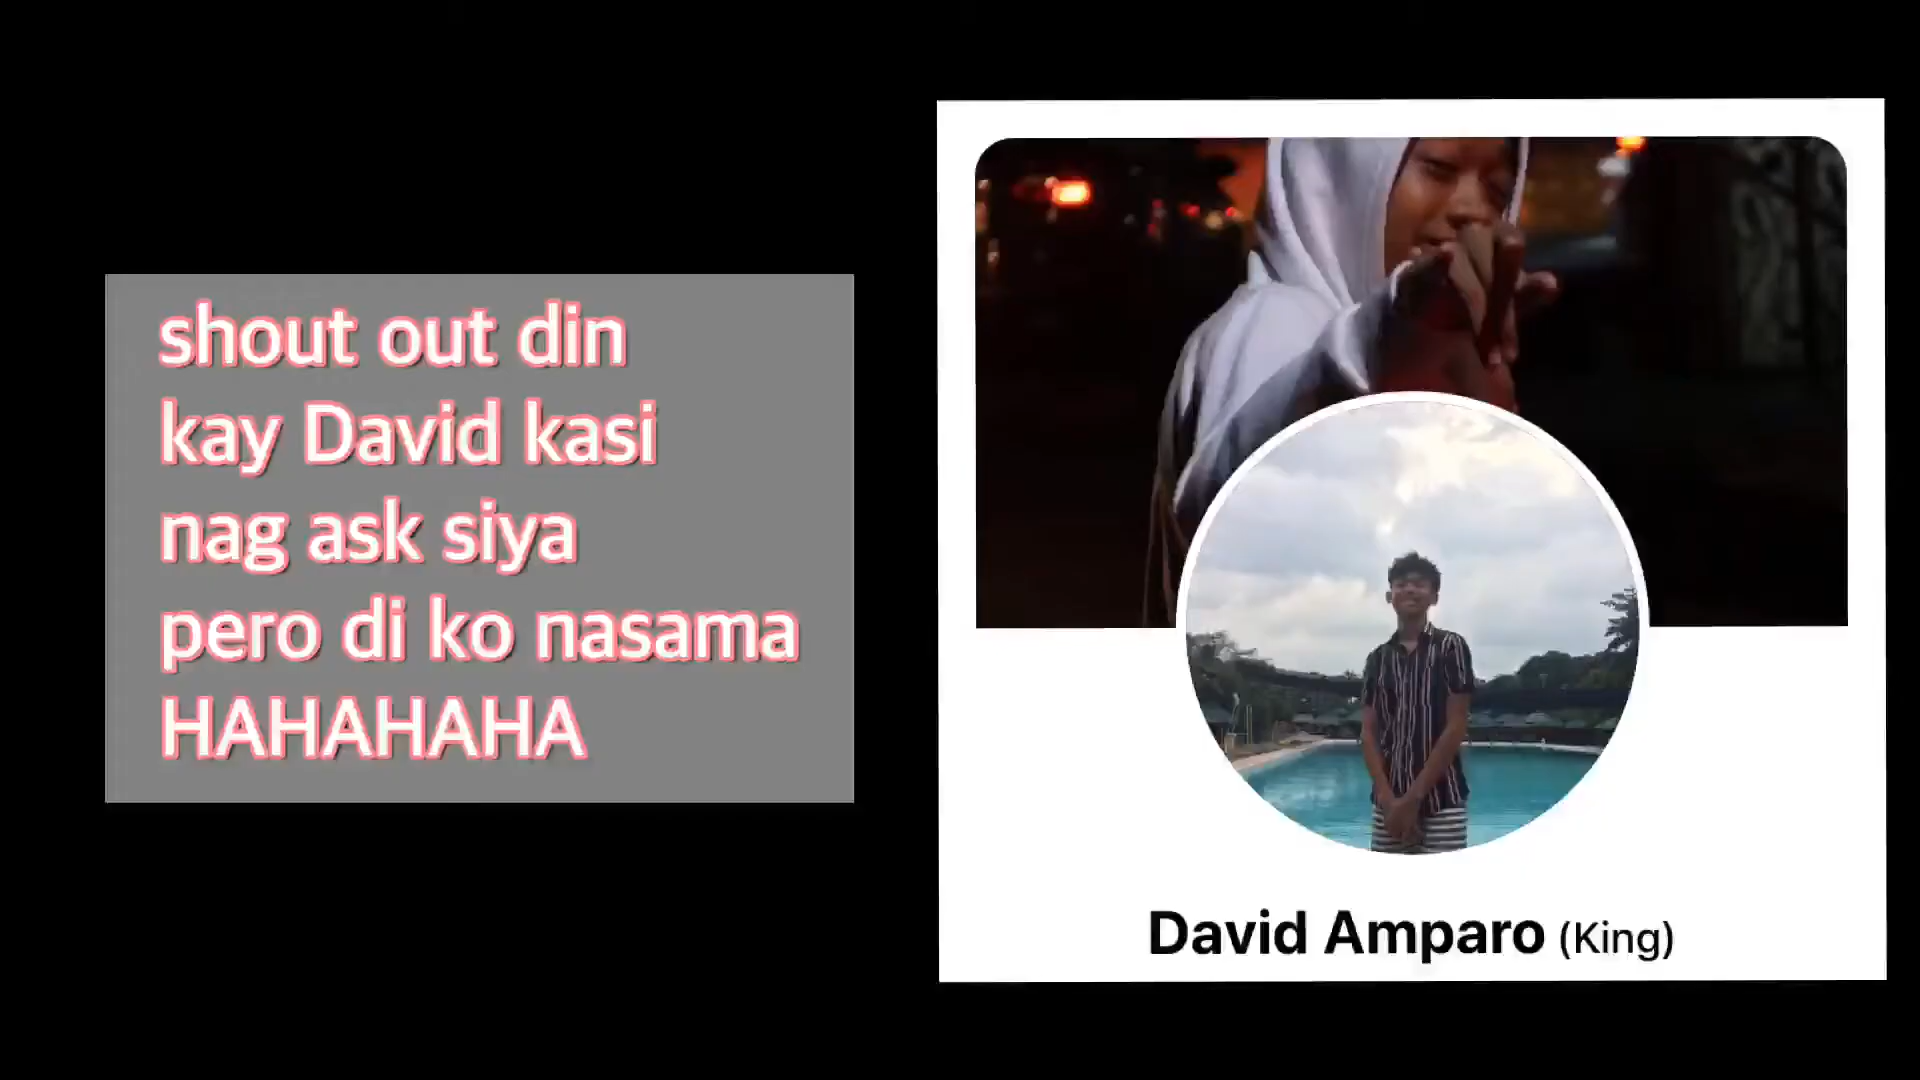 shout out din
kay David kasi
nag ask siya
pero di ko nasama
HAHAHAHA
David Amparo (King)